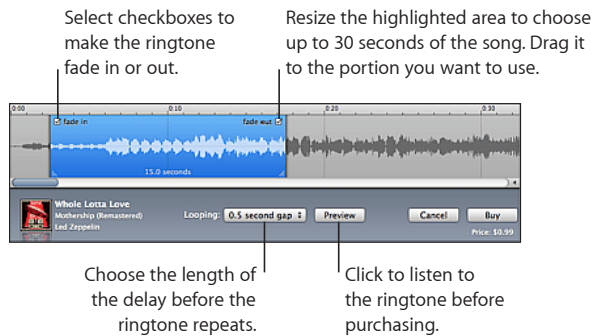 Select checkboxes to
make the ringtone
fade in or out.
Resize the highlighted area to choose
up to 30 seconds of the song. Drag it
to the portion you want to use.
0:00 0:10 0:20 0:30
fade in fade out
15.0 seconds
Whole Lotta Love
Mothership (Remastered)
Led Zeppelin
Looping: 0.5 second gap Preview Cancel Buy
Price: $0.99
Choose the length of
the delay before the
ringtone repeats.
Click to listen to
the ringtone before
purchasing.